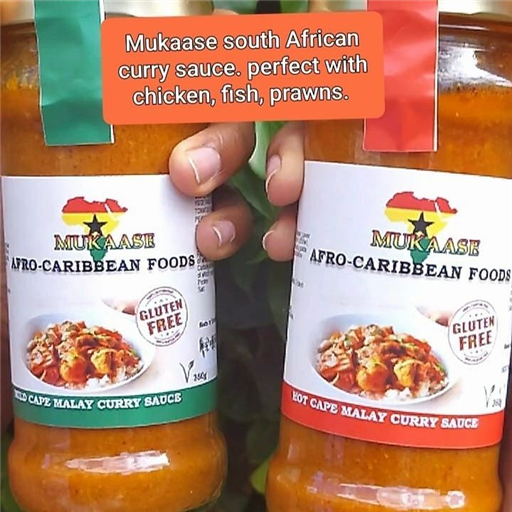 Mukaase south African
curry sauce. perfect with
chicken, fish, prawns.
MUKAASE
AFRO-CARIBBEAN FOODS
GLUTEN
FREE
350g
MILD CAPE MALAY CURRY SAUCE
MUKAASE
AFRO-CARIBBEAN FOODS
GLUTEN
FREE
HOT CAPE MALAY CURRY SAUCE